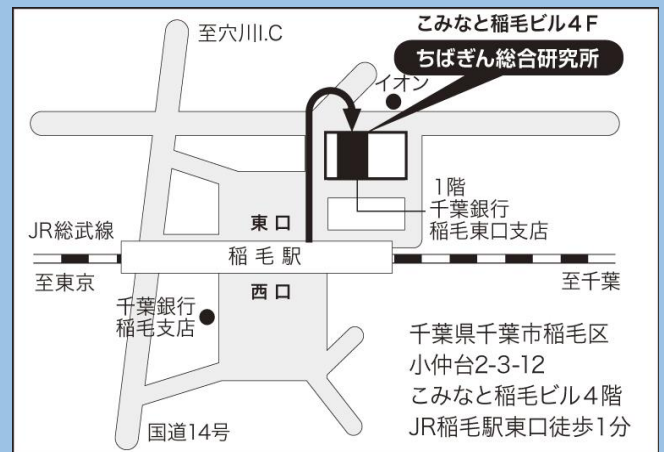 こみなと稲毛ビル４F
ちばぎん総合研究所
至穴川I.C
イオン
1階
千葉銀行
稲毛東口支店
東口
JR総武線
稲毛駅
至東京
西口
至千葉
千葉銀行
稲毛支店
国道14号
千葉県千葉市稲毛区
小仲台2-3-12
こみなと稲毛ビル４階
JR稲毛駅東口徒歩1分